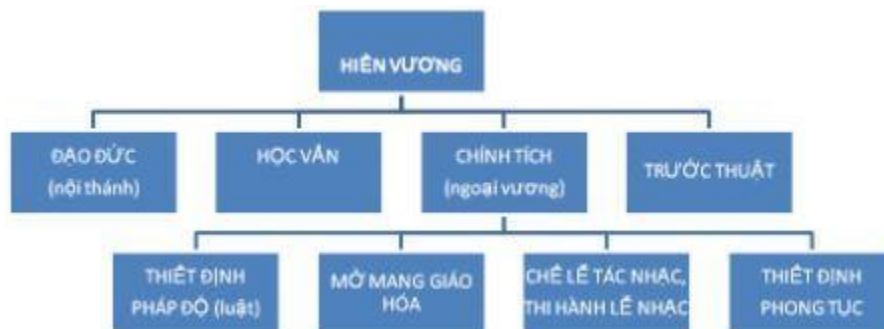 HIỀN VƯƠNG
ĐẠO ĐỨC
(nội thánh)
HỌC VẤN
CHÍNH TÍCH
(ngoại vương)
TRƯỚC THUẬT
THIẾT ĐỊNH
PHÁP ĐỘ (luật)
MỞ MANG GIÁO
HÓA
CHẾ LỄ TÁC NHẠC,
THI HÀNH LỄ NHẠC
THIẾT ĐỊNH
PHONG TỤC